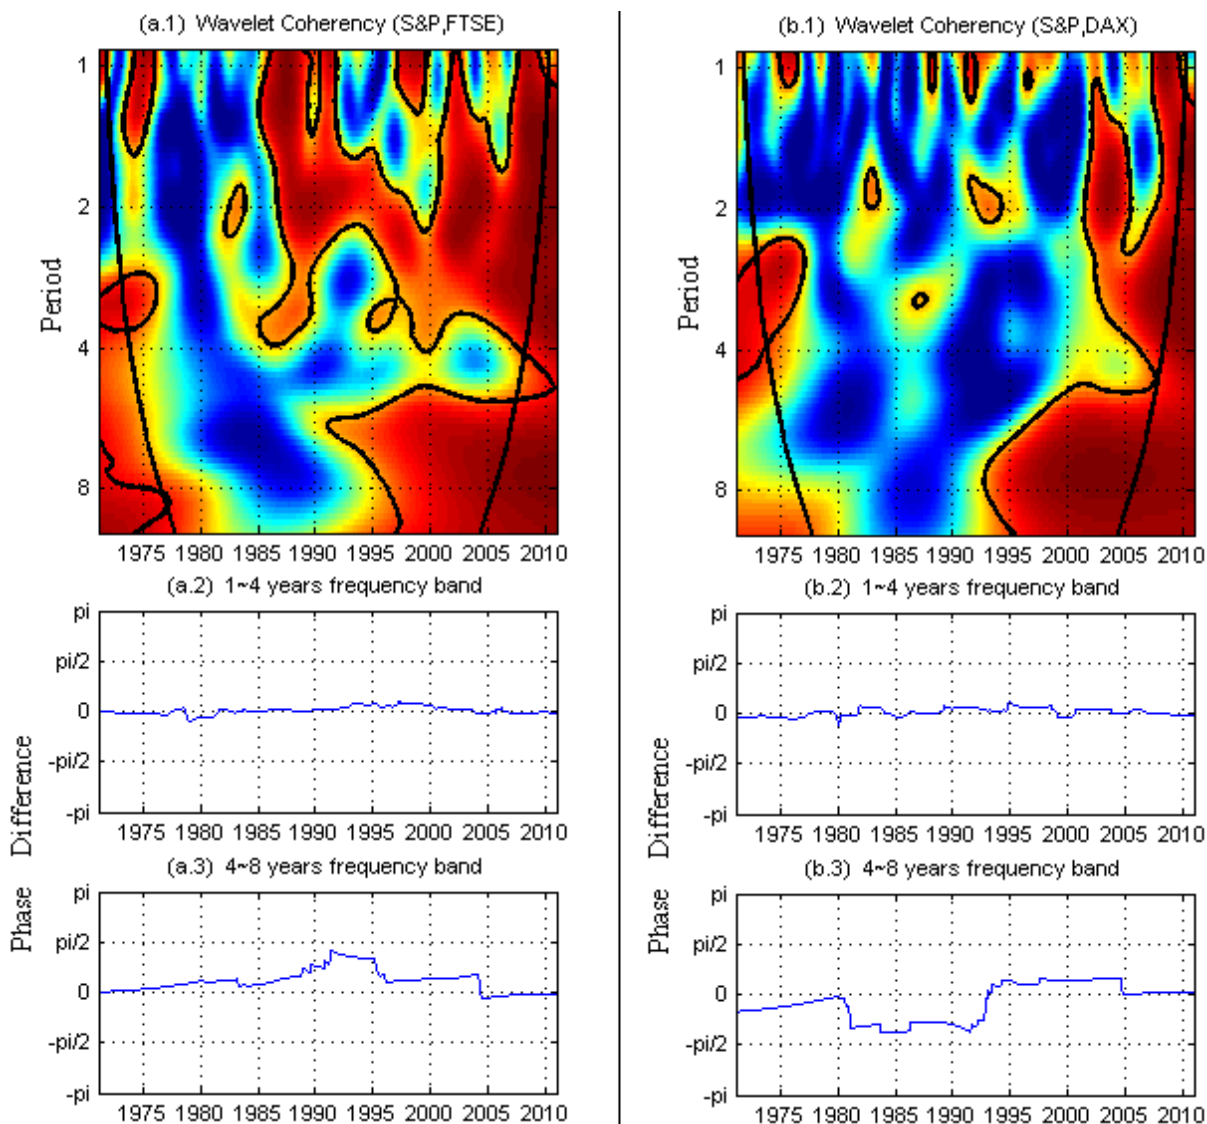 (a.1) Wavelet Coherency (S&P,FTSE)
1
2
4
8
Period
1975 1980 1985 1990 1995 2000 2005 2010
(a.2) 1~4 years frequency band
pi
pi/2
0
-pi/2
-pi
1975 1980 1985 1990 1995 2000 2005 2010
(a.3) 4~8 years frequency band
pi
pi/2
0
-pi/2
-pi
Phase Difference
1975 1980 1985 1990 1995 2000 2005 2010
(b.1) Wavelet Coherency (S&P,DAX)
1
2
4
8
Period
1975 1980 1985 1990 1995 2000 2005 2010
(b.2) 1~4 years frequency band
pi
pi/2
0
-pi/2
-pi
1975 1980 1985 1990 1995 2000 2005 2010
(b.3) 4~8 years frequency band
pi
pi/2
0
-pi/2
-pi
Phase Difference
1975 1980 1985 1990 1995 2000 2005 2010